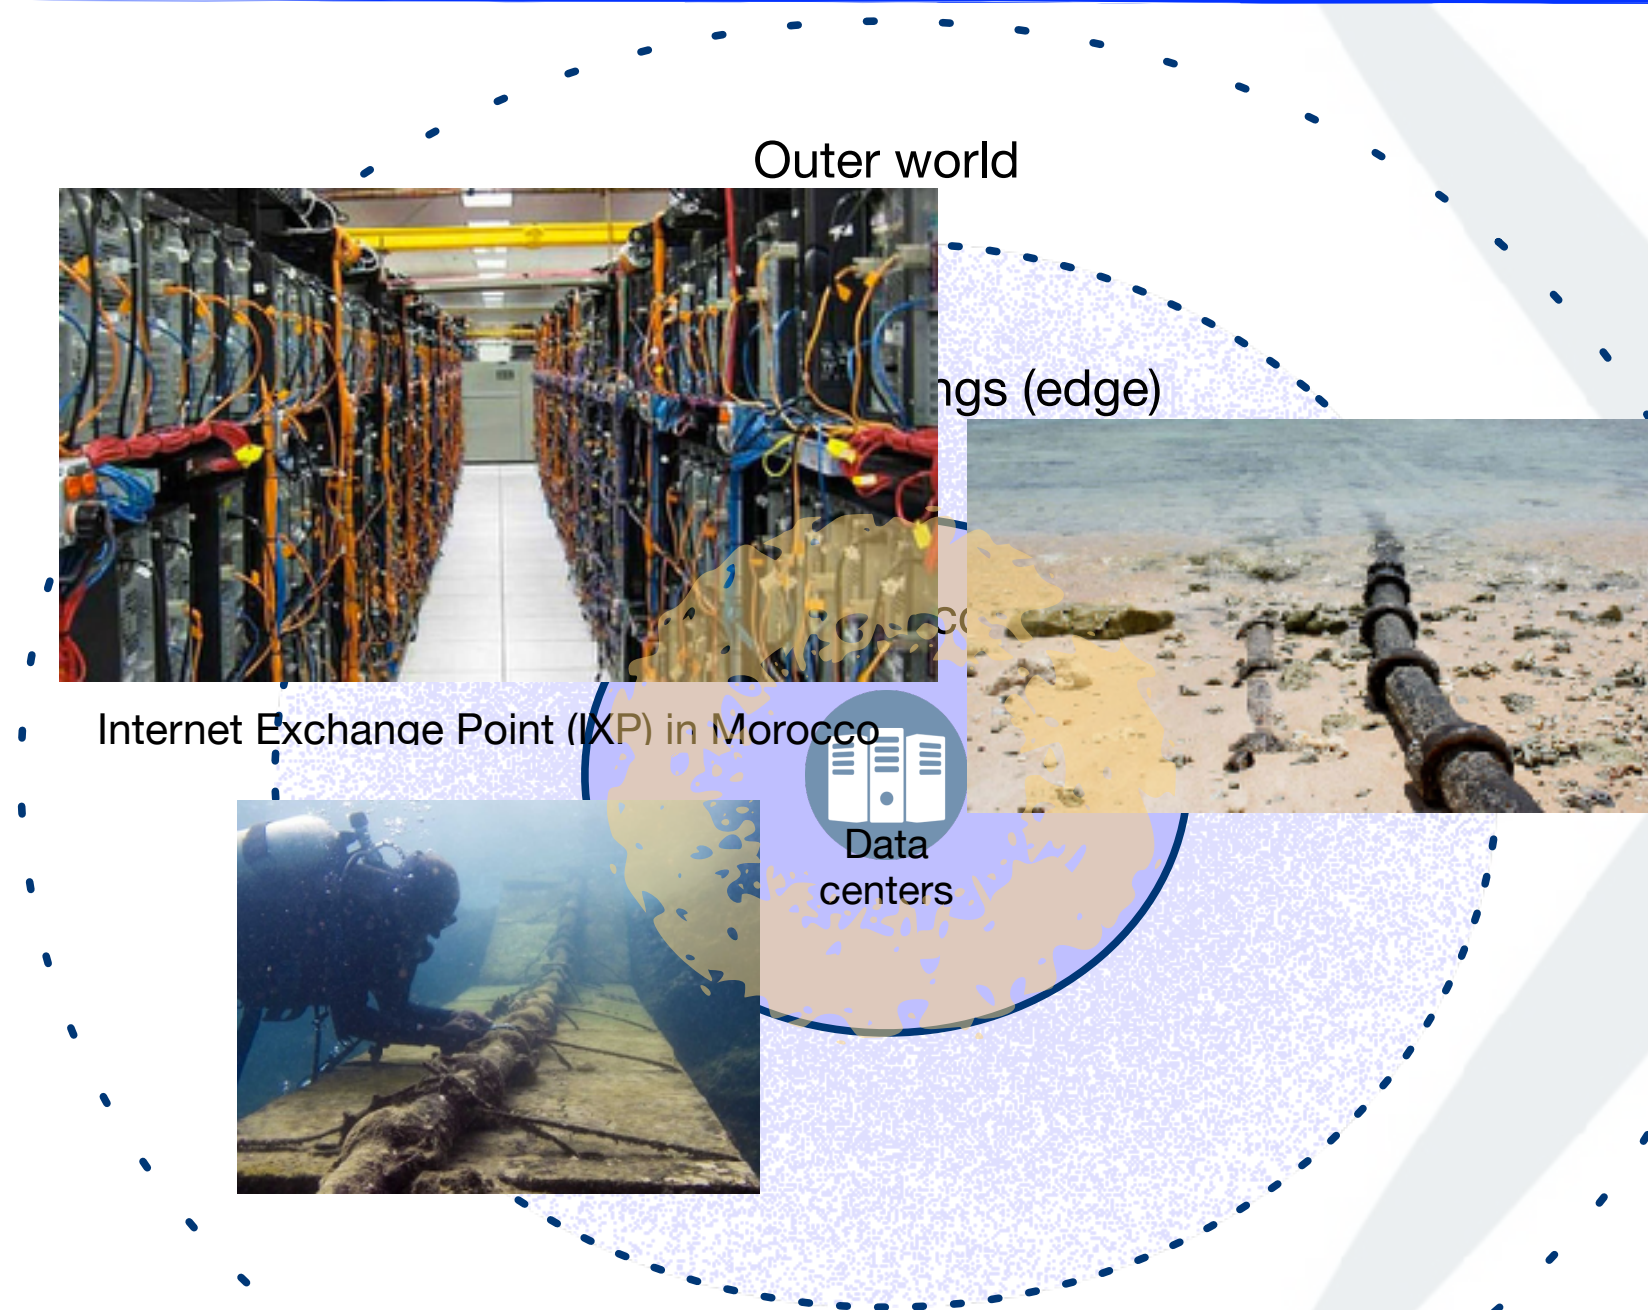 Outer world
ngs (edge)
Internet Exchange Point (IXP) in Morocco
Data
centers